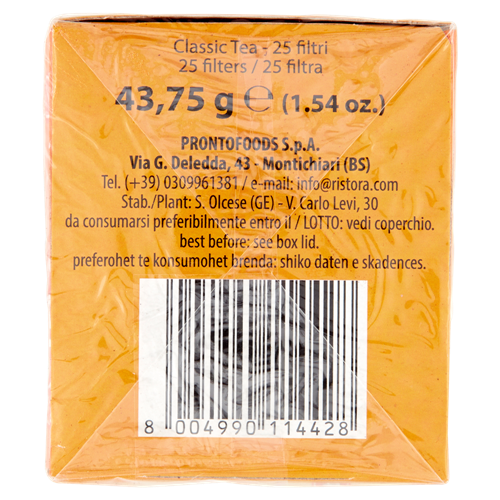 Classic Tea - 25 filtri
25 filters / 25 filtra
43,75 g ℮ (1.54 oz.)
PRONTOFOODS S.p.A.
Via G. Deledda, 43 - Montichiari (BS)
Tel. (+39) 0309961381 / e-mail: info@ristora.com
Stab./Plant: S. Olcese (GE) - V. Carlo Levi, 30
da consumarsi preferibilmente entro il / LOTTO: vedi coperchio.
best before: see box lid.
preferohet te konsumohet brenda: shiko daten e skadences.
8 004990 114428